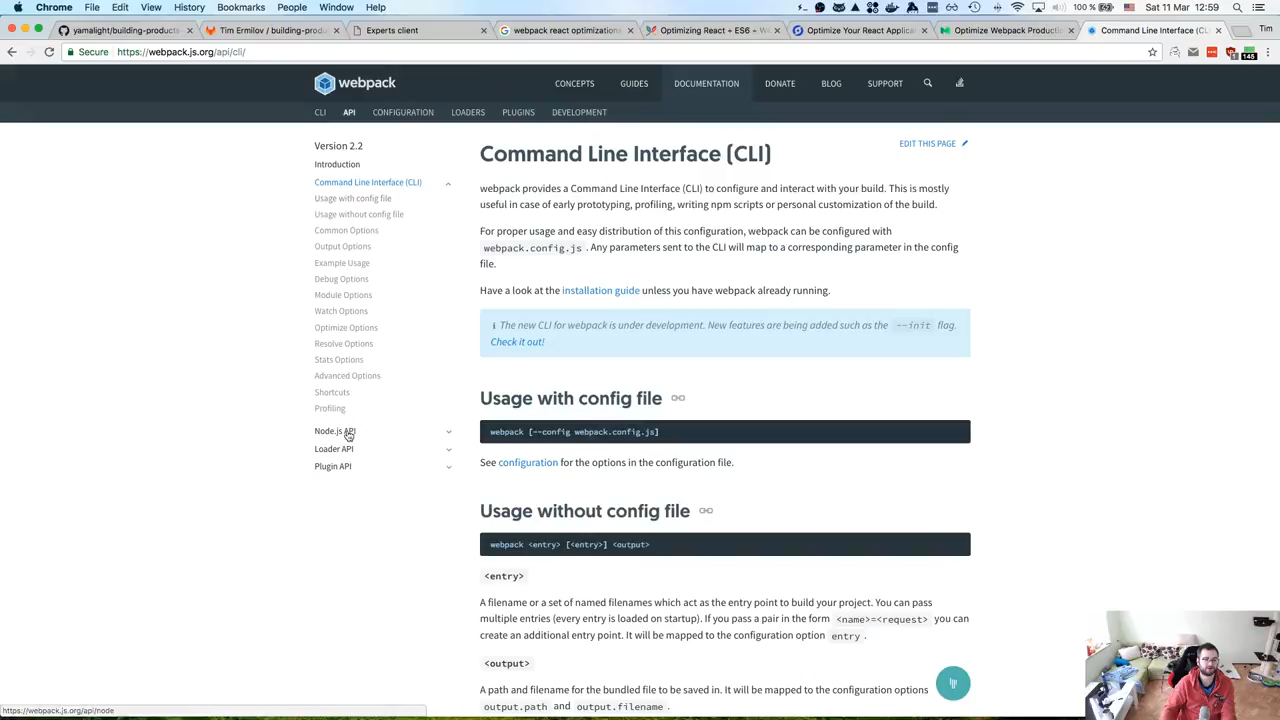 Chrome File Edit View History Bookmarks People Window Help
100 % Sat 11 Mar 12:59
yamalight/building-products
Tim Ermilov / building-produ
Experts client
webpack react optimizations
Optimizing React + ES6 + We
Optimize Your React Applica
Optimize Webpack Productio
Command Line Interface (CLI)
Tim
Secure https://webpack.js.org/api/cli/
145
webpack
CONCEPTS GUIDES DOCUMENTATION DONATE BLOG SUPPORT
CLI API CONFIGURATION LOADERS PLUGINS DEVELOPMENT
Version 2.2
Introduction
Command Line Interface (CLI)
Usage with config file
Usage without config file
Common Options
Output Options
Example Usage
Debug Options
Module Options
Watch Options
Optimize Options
Resolve Options
Stats Options
Advanced Options
Shortcuts
Profiling
Node.js API
Loader API
Plugin API
EDIT THIS PAGE
Command Line Interface (CLI)
webpack provides a Command Line Interface (CLI) to configure and interact with your build. This is mostly
useful in case of early prototyping, profiling, writing npm scripts or personal customization of the build.
For proper usage and easy distribution of this configuration, webpack can be configured with
webpack.config.js . Any parameters sent to the CLI will map to a corresponding parameter in the config
file.
Have a look at the installation guide unless you have webpack already running.
The new CLI for webpack is under development. New features are being added such as the --init flag.
Check it out!
Usage with config file
webpack [--config webpack.config.js]
See configuration for the options in the configuration file.
Usage without config file
webpack <entry> [<entry>] <output>
<entry>
A filename or a set of named filenames which act as the entry point to build your project. You can pass
multiple entries (every entry is loaded on startup). If you pass a pair in the form <name>=<request> you can
create an additional entry point. It will be mapped to the configuration option entry .
<output>
A path and filename for the bundled file to be saved in. It will be mapped to the configuration options
output.path and output.filename .
https://webpack.js.org/api/node